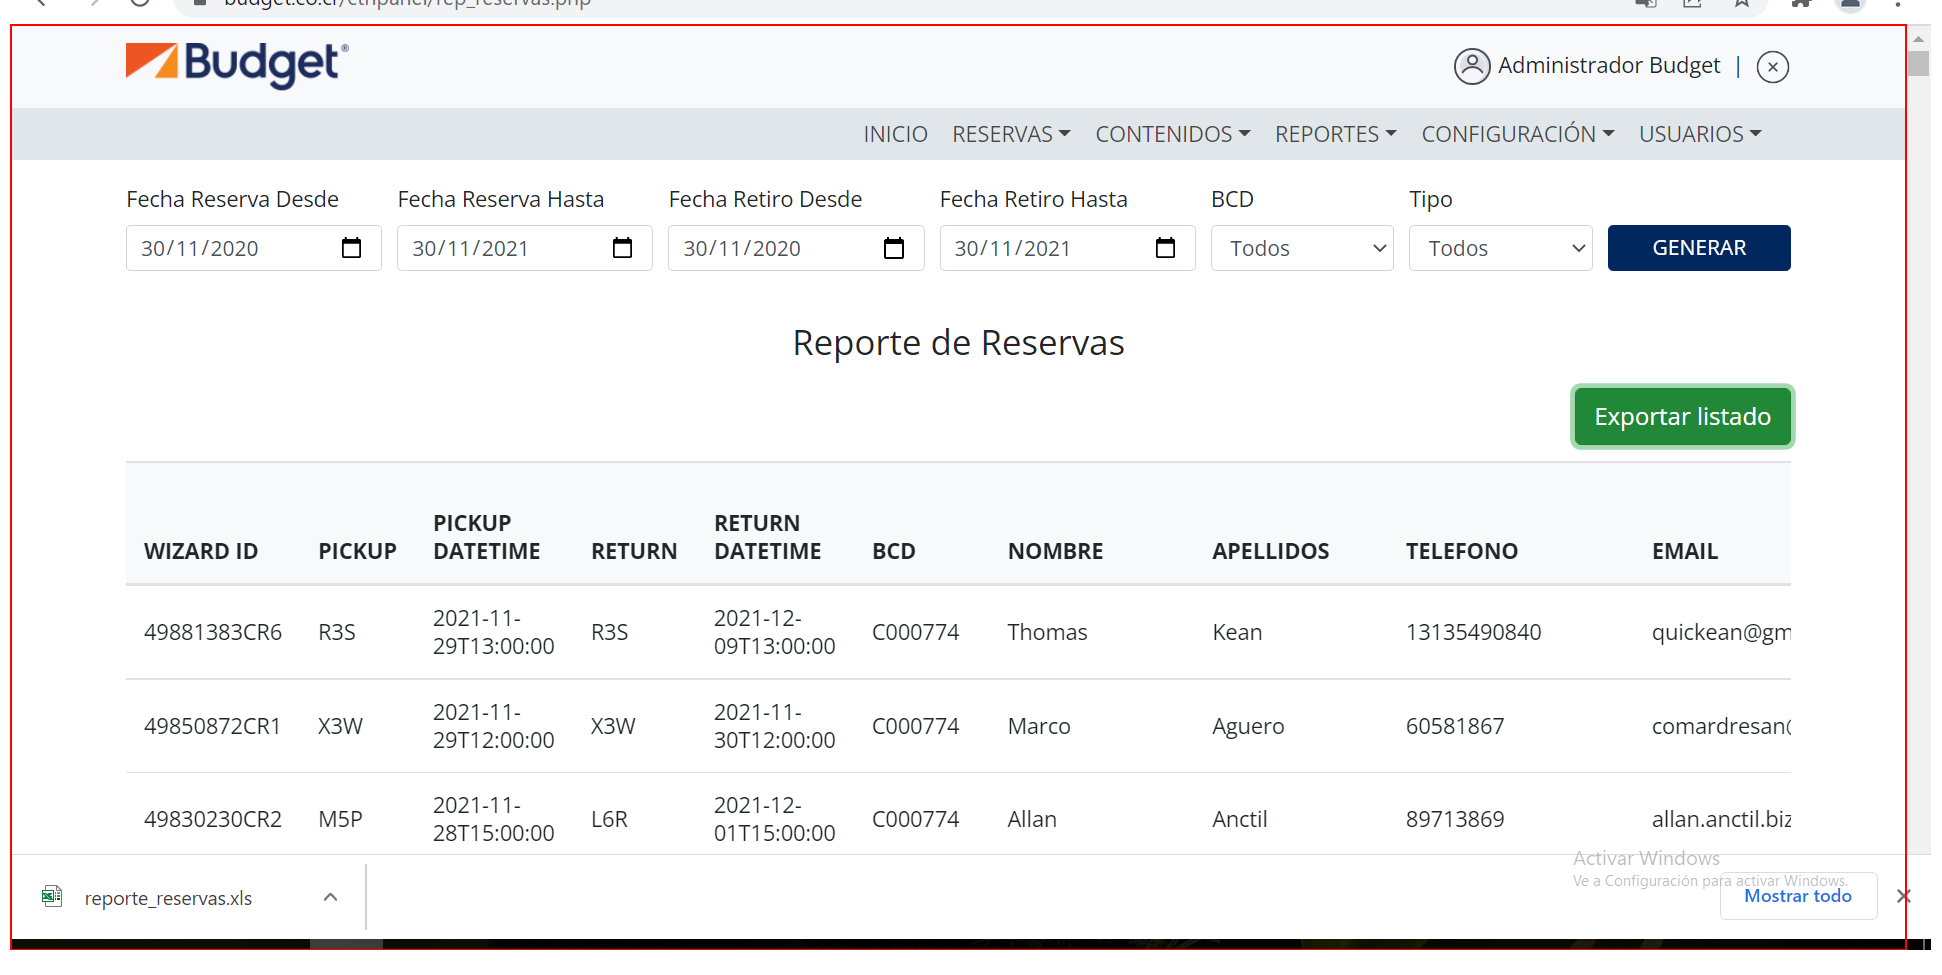 budget.co.cr/ctrlpanel/rep_reservas.php
Budget®
Administrador Budget |
INICIO RESERVAS CONTENIDOS REPORTES CONFIGURACIÓN USUARIOS
Fecha Reserva Desde Fecha Reserva Hasta Fecha Retiro Desde Fecha Retiro Hasta BCD Tipo
30/11/2020 30/11/2021 30/11/2020 30/11/2021 Todos Todos GENERAR
Reporte de Reservas
Exportar listado
WIZARD ID PICKUP PICKUP DATETIME RETURN RETURN DATETIME BCD NOMBRE APELLIDOS TELEFONO EMAIL
49881383CR6 R3S 2021-11-29T13:00:00 R3S 2021-12-09T13:00:00 C000774 Thomas Kean 13135490840 quickean@gm
49850872CR1 X3W 2021-11-29T12:00:00 X3W 2021-11-30T12:00:00 C000774 Marco Aguero 60581867 comardresan@
49830230CR2 M5P 2021-11-28T15:00:00 L6R 2021-12-01T15:00:00 C000774 Allan Anctil 89713869 allan.anctil.biz
Activar Windows
Ve a Configuración para activar Windows.
reporte_reservas.xls
Mostrar todo